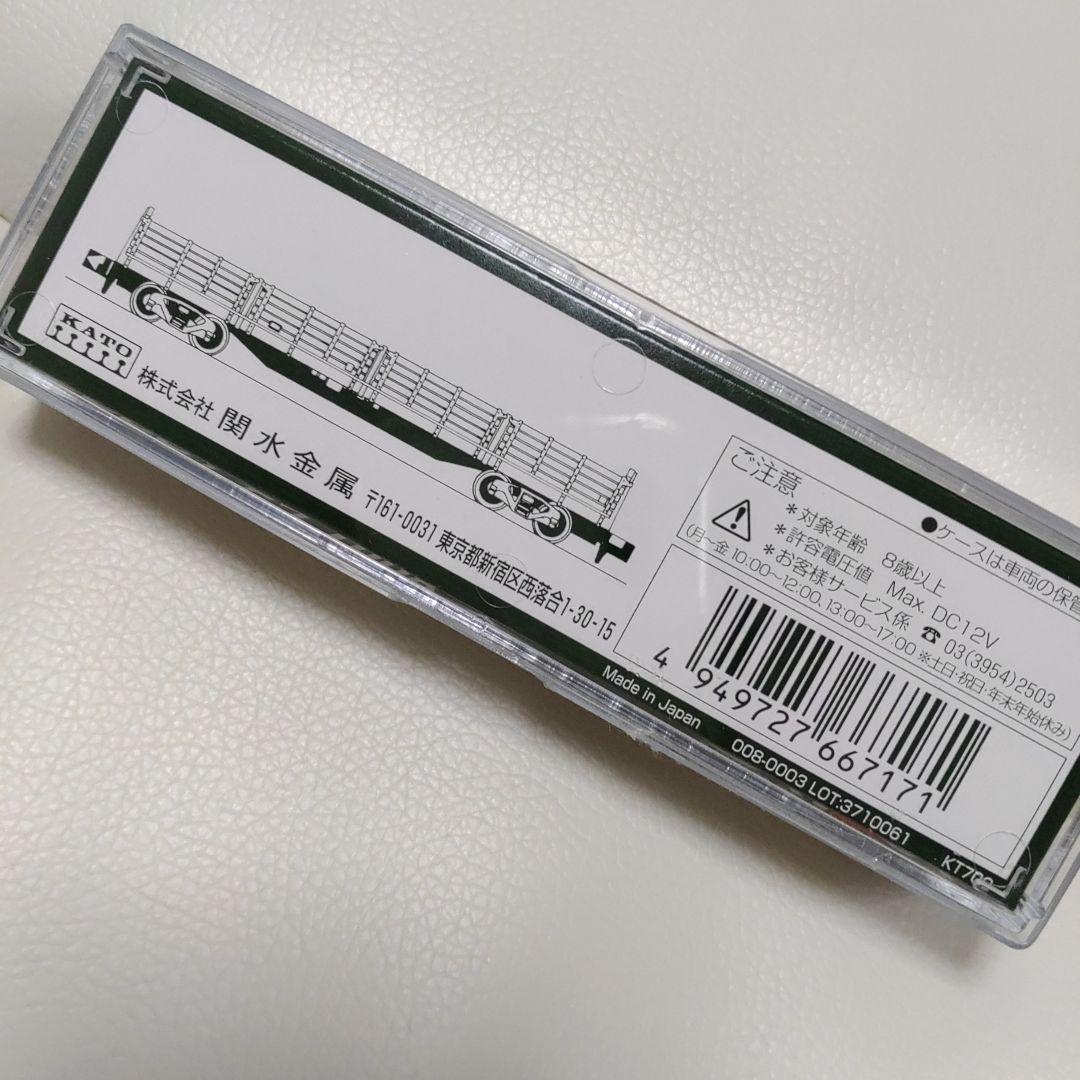 KATO
株式会社 関水金属 〒161-0031 東京都新宿区西落合1-30-15
●ケースは車両の保管
ご注意
*対象年齢 8歳以上
*許容電圧値 Max. DC12V
*お客様サービス係 ☎ 03(3954)2503
(月~金 10:00~12:00、13:00~17:00 ※土日・祝日・年末年始休み)
4 949727 667171
Made in Japan 008-0003 LOT:3710061